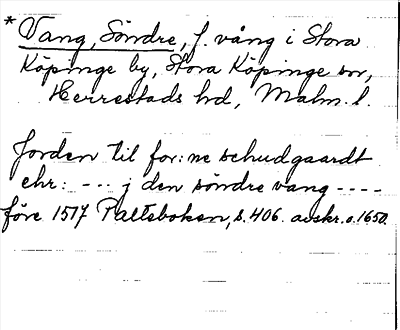 * Vang, Söndre, f. vång i Stora
Köpinge by, Stora Köpinge sn,
Herrestads hd, Malm. l.
Jorden til for: ne schudgaardt
ehr: --- j den söndre vang ----
före 1517 Palteboken, s. 406. avskr. o. 1650.